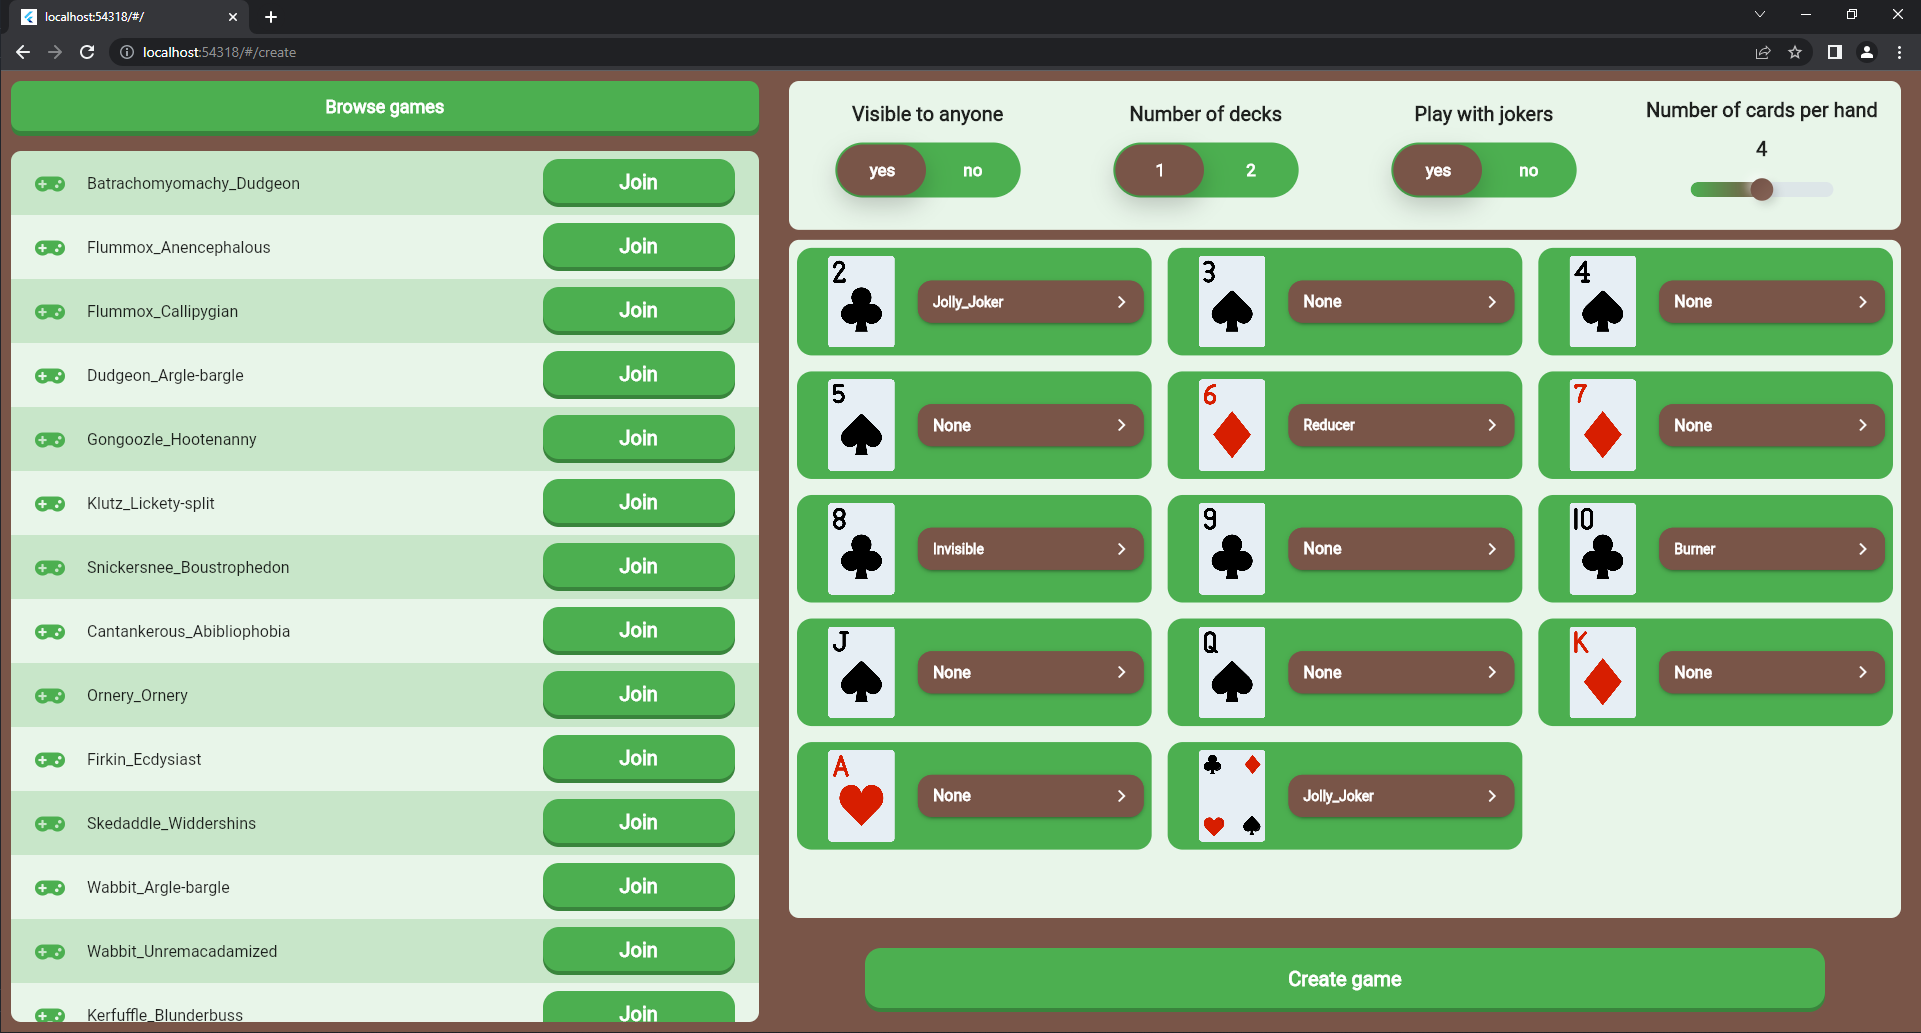 localhost:54318/#/
localhost:54318/#/create
Browse games
Batrachomyomachy_Dudgeon Join
Flummox_Anencephalous Join
Flummox_Callipygian Join
Dudgeon_Argle-bargle Join
Gongoozle_Hootenanny Join
Klutz_Lickety-split Join
Snickersnee_Boustrophedon Join
Cantankerous_Abibliophobia Join
Ornery_Ornery Join
Firkin_Ecdysiast Join
Skedaddle_Widdershins Join
Wabbit_Argle-bargle Join
Wabbit_Unremacadamized Join
Kerfuffle_Blunderbuss Join
Visible to anyone
yes no
Number of decks
1 2
Play with jokers
yes no
Number of cards per hand
4
2 Jolly_Joker
3 None
4 None
5 None
6 Reducer
7 None
8 Invisible
9 None
10 Burner
J None
Q None
K None
A None
Jolly_Joker
Create game